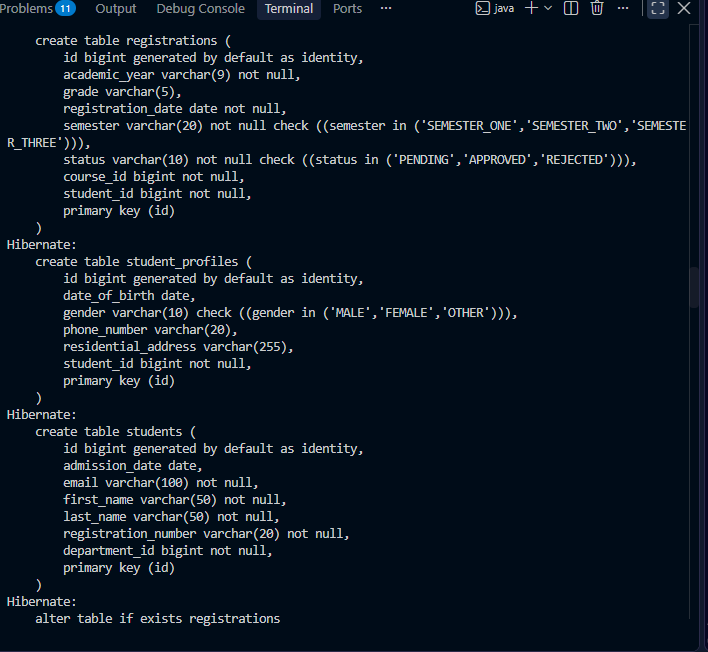 Problems 11 Output Debug Console Terminal Ports ... java ...
create table registrations (
id bigint generated by default as identity,
academic_year varchar(9) not null,
grade varchar(5),
registration_date date not null,
semester varchar(20) not null check ((semester in ('SEMESTER_ONE','SEMESTER_TWO','SEMESTE
R_THREE'))),
status varchar(10) not null check ((status in ('PENDING','APPROVED','REJECTED'))),
course_id bigint not null,
student_id bigint not null,
primary key (id)
)
Hibernate:
create table student_profiles (
id bigint generated by default as identity,
date_of_birth date,
gender varchar(10) check ((gender in ('MALE','FEMALE','OTHER'))),
phone_number varchar(20),
residential_address varchar(255),
student_id bigint not null,
primary key (id)
)
Hibernate:
create table students (
id bigint generated by default as identity,
admission_date date,
email varchar(100) not null,
first_name varchar(50) not null,
last_name varchar(50) not null,
registration_number varchar(20) not null,
department_id bigint not null,
primary key (id)
)
Hibernate:
alter table if exists registrations